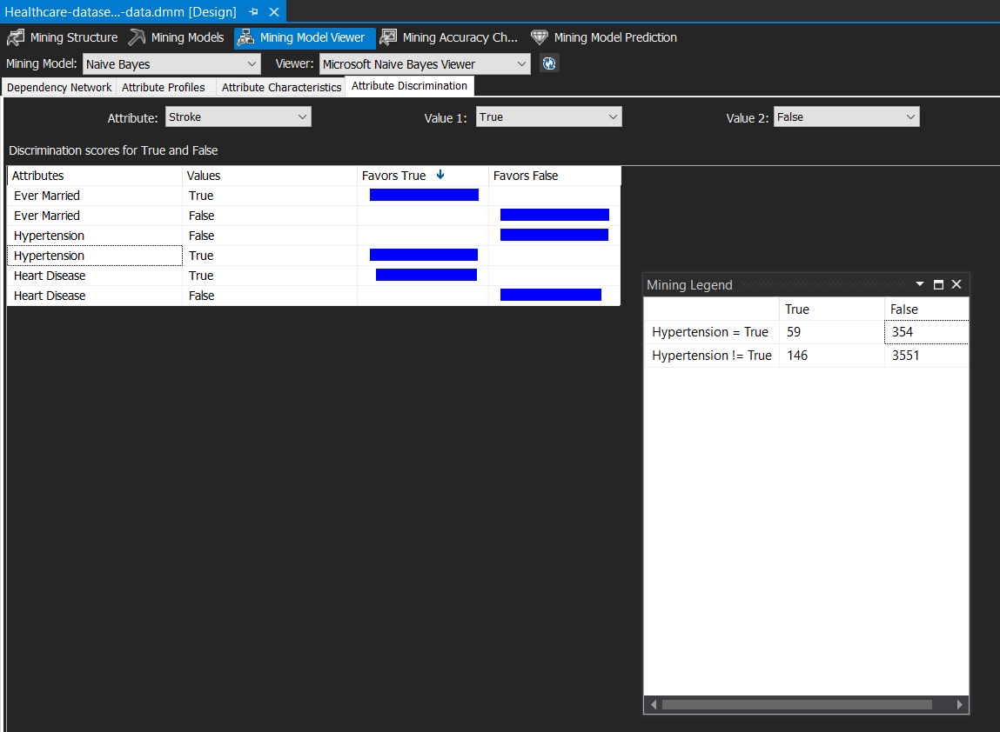 Healthcare-datase...-data.dmm [Design]
Mining Structure Mining Models Mining Model Viewer Mining Accuracy Ch... Mining Model Prediction
Mining Model: Naive Bayes Viewer: Microsoft Naive Bayes Viewer
Dependency Network Attribute Profiles Attribute Characteristics Attribute Discrimination
Attribute: Stroke Value 1: True Value 2: False
Discrimination scores for True and False
Attributes Values Favors True Favors False
Ever Married True
Ever Married False
Hypertension False
Hypertension True
Heart Disease True
Heart Disease False
Mining Legend
True False
Hypertension = True 59 354
Hypertension != True 146 3551